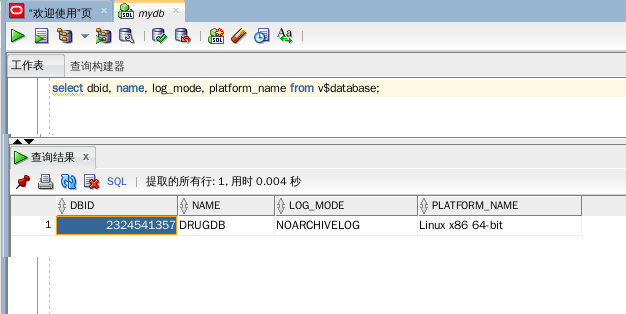 "欢迎使用"页 mydb
SQL Aa
工作表 查询构建器
select dbid, name, log_mode, platform_name from v$database;
查询结果 x
SQL | 提取的所有行: 1, 用时 0.004 秒
DBID NAME LOG_MODE PLATFORM_NAME
1 2324541357 DRUGDB NOARCHIVELOG Linux x86 64-bit